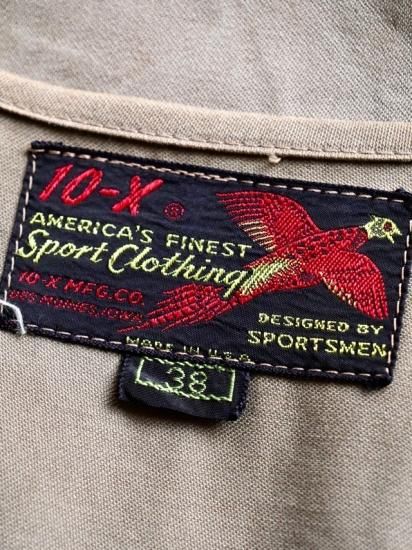 10-X ®
AMERICA'S FINEST
Sport Clothing
10-X MFG. CO.
DES MOINES, IOWA
DESIGNED BY
SPORTSMEN
MADE IN U.S.A.
38